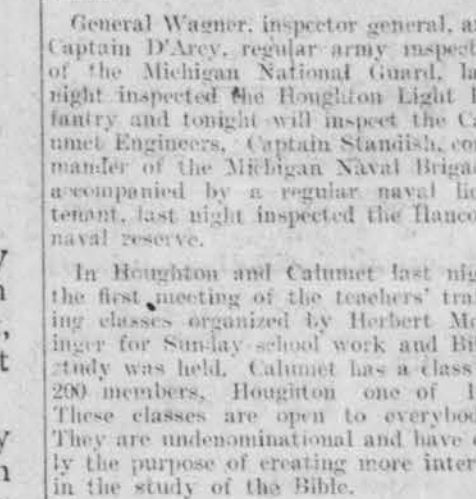 General Wagner, inspector general, a
Captain D'Arcy, regular army inspect
of the Michigan National Guard, la
night inspected the Houghton Light I
fantry and tonight will inspect the Ca
umet Engineers. Captain Standish, com
mander of the Michigan Naval Brigad
accompanied by a regular naval lieu
tenant, last night inspected the Hanco
naval reserve.
In Houghton and Calumet last nig
the first meeting of the teachers' tra
ing classes organized by Herbert Mo
inger for Sunday school work and Bib
study was held. Calumet has a class
200 members, Houghton one of 1
These classes are open to everybod
They are undenominational and have o
ly the purpose of creating more inter
in the study of the Bible.